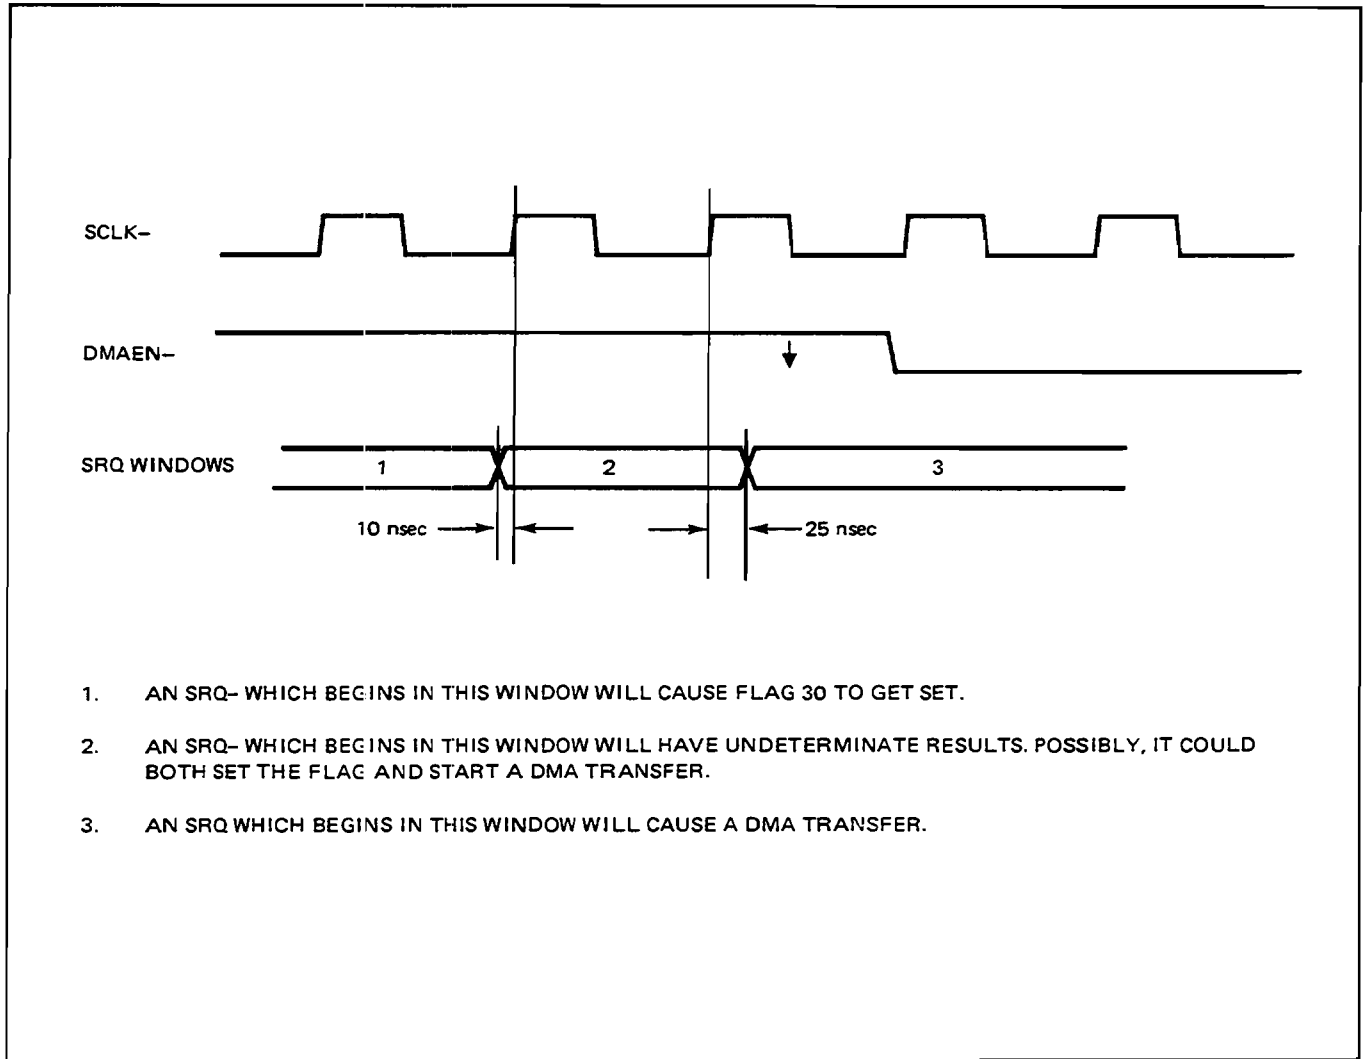 SCLK–
DMAEN–
SRQ WINDOWS 1 2 3
10 nsec 25 nsec
1. AN SRQ– WHICH BEGINS IN THIS WINDOW WILL CAUSE FLAG 30 TO GET SET.
2. AN SRQ– WHICH BEGINS IN THIS WINDOW WILL HAVE UNDETERMINATE RESULTS. POSSIBLY, IT COULD
BOTH SET THE FLAG AND START A DMA TRANSFER.
3. AN SRQ WHICH BEGINS IN THIS WINDOW WILL CAUSE A DMA TRANSFER.